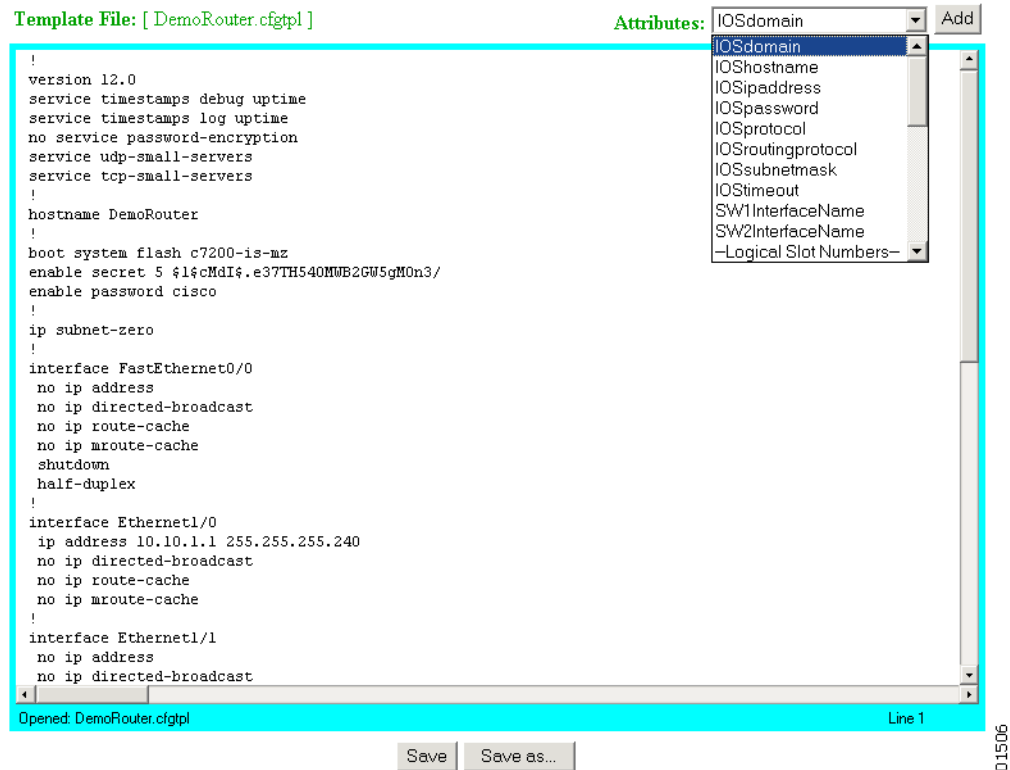 Template File: [ DemoRouter.cfgtpl ]
Attributes: IOSdomain Add
IOSdomain
IOShostname
IOSipaddress
IOSpassword
IOSprotocol
IOSroutingprotocol
IOSsubnetmask
IOStimeout
SW1InterfaceName
SW2InterfaceName
--Logical Slot Numbers--
!
version 12.0
service timestamps debug uptime
service timestamps log uptime
no service password-encryption
service udp-small-servers
service tcp-small-servers
!
hostname DemoRouter
!
boot system flash c7200-is-mz
enable secret 5 $1$cMdI$.e37TH540MWB2GW5gM0n3/
enable password cisco
!
ip subnet-zero
!
interface FastEthernet0/0
no ip address
no ip directed-broadcast
no ip route-cache
no ip mroute-cache
shutdown
half-duplex
!
interface Ethernet1/0
ip address 10.10.1.1 255.255.255.240
no ip directed-broadcast
no ip route-cache
no ip mroute-cache
!
interface Ethernet1/1
no ip address
no ip directed-broadcast
Opened: DemoRouter.cfgtpl Line 1
Save Save as...
01506